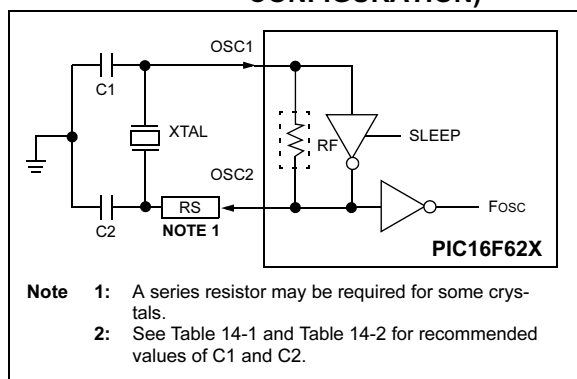 CONFIGURATION)
OSC1
C1
XTAL
RF
SLEEP
OSC2
RS
FOSC
C2
NOTE 1
PIC16F62X
Note 1: A series resistor may be required for some crys-
tals.
2: See Table 14-1 and Table 14-2 for recommended
values of C1 and C2.